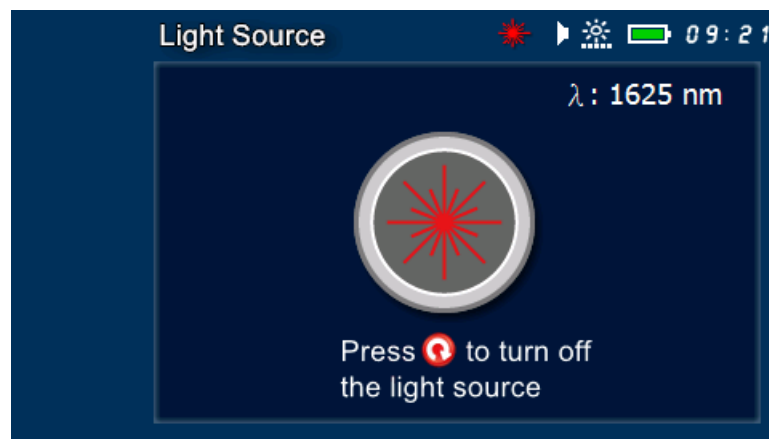 Light Source 09:21
λ: 1625 nm
Press to turn off
the light source